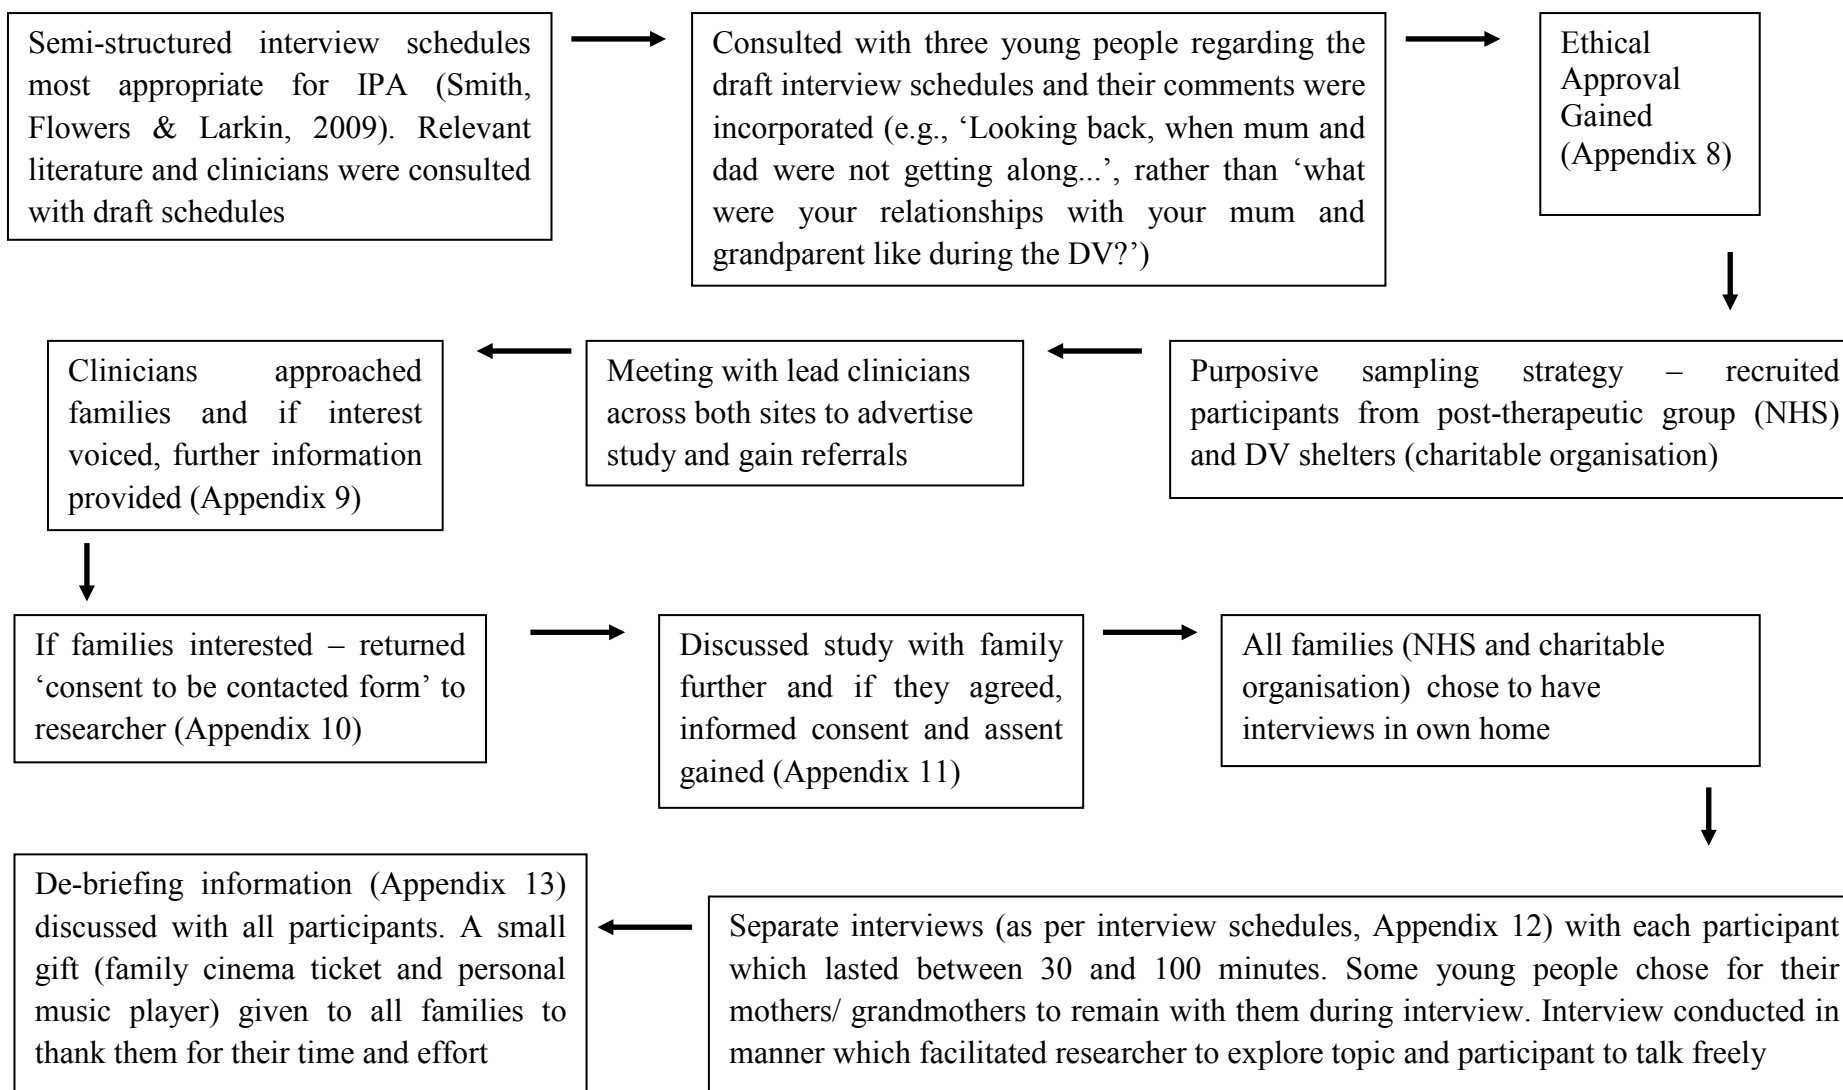 Semi-structured interview schedules
most appropriate for IPA (Smith,
Flowers & Larkin, 2009). Relevant
literature and clinicians were consulted
with draft schedules
Consulted with three young people regarding the
draft interview schedules and their comments were
incorporated (e.g., ‘Looking back, when mum and
dad were not getting along...’, rather than ‘what
were your relationships with your mum and
grandparent like during the DV?’)
Ethical
Approval
Gained
(Appendix 8)
Purposive sampling strategy – recruited
participants from post-therapeutic group (NHS)
and DV shelters (charitable organisation)
Meeting with lead clinicians
across both sites to advertise
study and gain referrals
Clinicians approached
families and if interest
voiced, further information
provided (Appendix 9)
If families interested – returned
‘consent to be contacted form’ to
researcher (Appendix 10)
Discussed study with family
further and if they agreed,
informed consent and assent
gained (Appendix 11)
All families (NHS and charitable
organisation) chose to have
interviews in own home
Separate interviews (as per interview schedules, Appendix 12) with each participant
which lasted between 30 and 100 minutes. Some young people chose for their
mothers/ grandmothers to remain with them during interview. Interview conducted in
manner which facilitated researcher to explore topic and participant to talk freely
De-briefing information (Appendix 13)
discussed with all participants. A small
gift (family cinema ticket and personal
music player) given to all families to
thank them for their time and effort